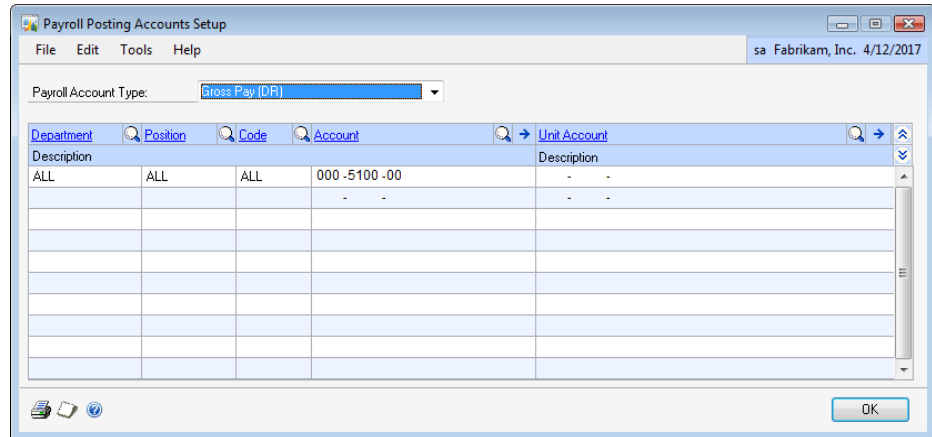 Payroll Posting Accounts Setup
File Edit Tools Help sa Fabrikam, Inc. 4/12/2017
Payroll Account Type: Gross Pay (DR)
Department Position Code Account Unit Account
Description Description
ALL ALL ALL 000 -5100 -00 - -
- - - -
OK